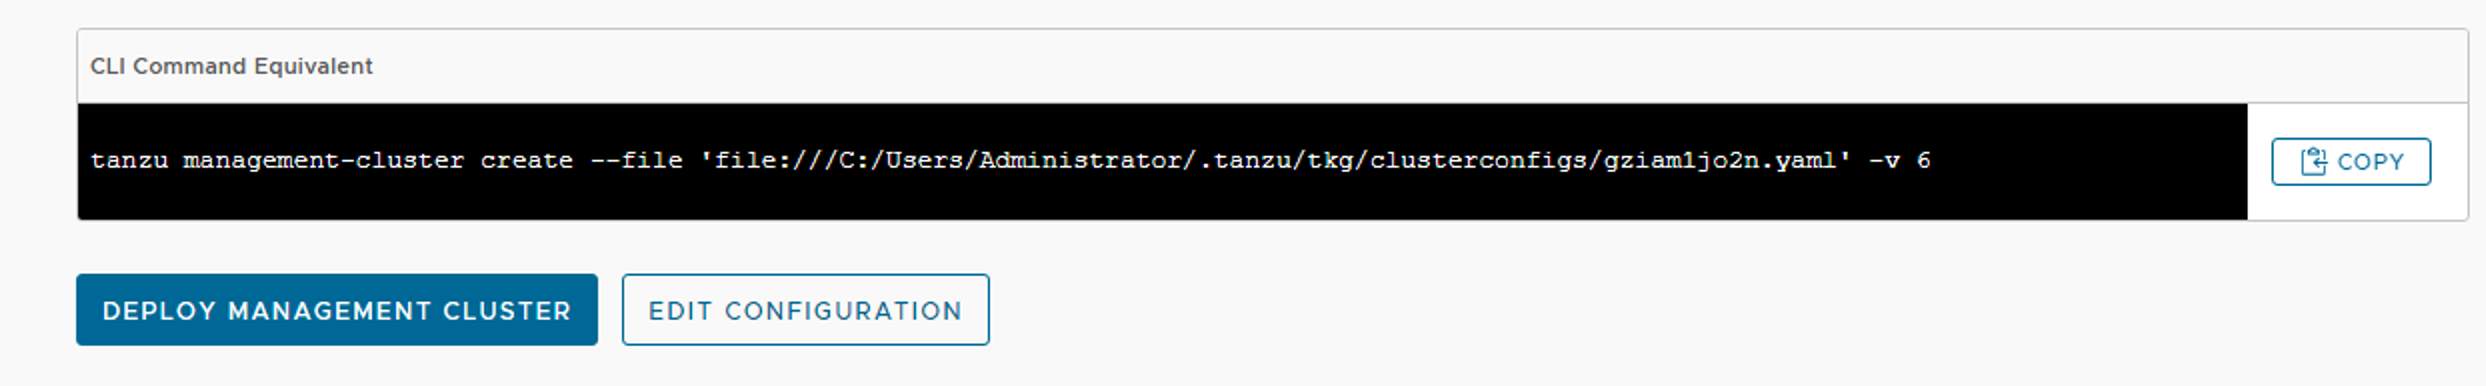 CLI Command Equivalent
tanzu management-cluster create --file 'file:///C:/Users/Administrator/.tanzu/tkg/clusterconfigs/gziam1jo2n.yaml' -v 6
COPY
DEPLOY MANAGEMENT CLUSTER
EDIT CONFIGURATION